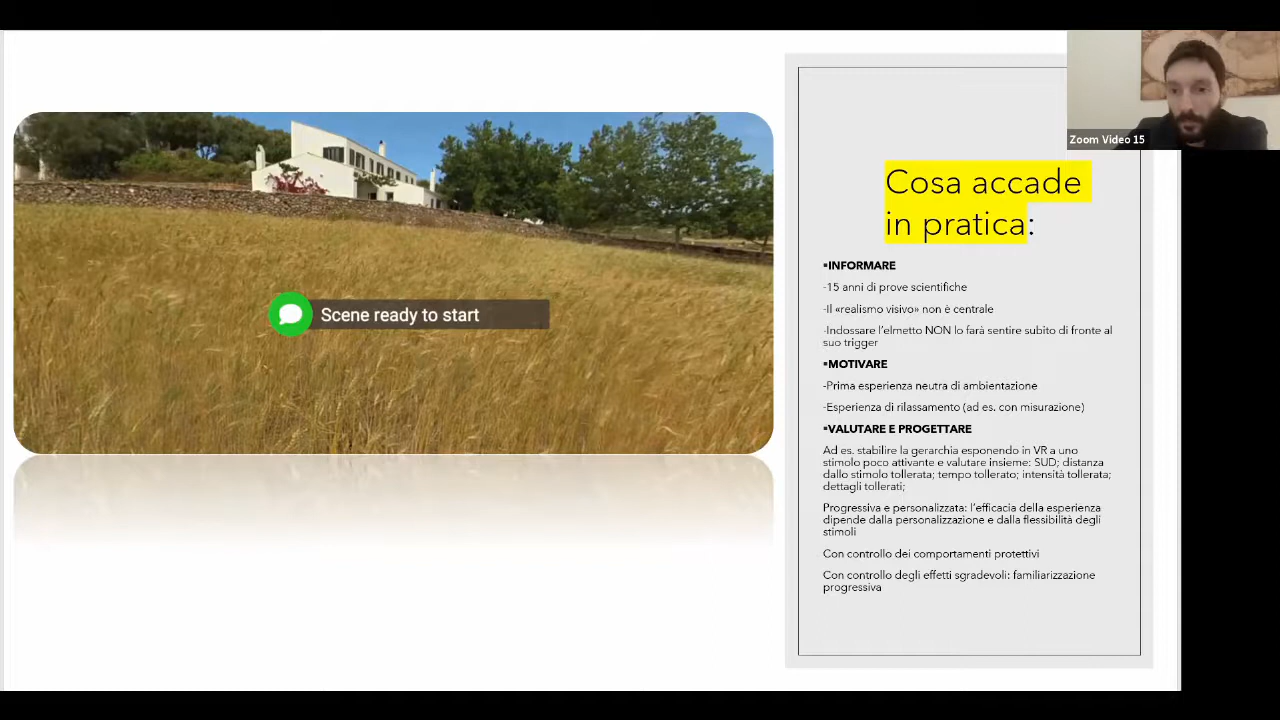 Zoom Video 15
Scene ready to start
Cosa accade
in pratica:
▪INFORMARE
-15 anni di prove scientifiche
-Il «realismo visivo» non è centrale
-Indossare l'elmetto NON lo farà sentire subito di fronte al
suo trigger
▪MOTIVARE
-Prima esperienza neutra di ambientazione
-Esperienza di rilassamento (ad es. con misurazione)
▪VALUTARE E PROGETTARE
Ad es. stabilire la gerarchia esponendo in VR a uno
stimolo poco attivante e valutare insieme: SUD; distanza
dallo stimolo tollerata; tempo tollerato; intensità tollerata;
dettagli tollerati;
Progressiva e personalizzata: l'efficacia della esperienza
dipende dalla personalizzazione e dalla flessibilità degli
stimoli
Con controllo dei comportamenti protettivi
Con controllo degli effetti sgradevoli: familiarizzazione
progressiva